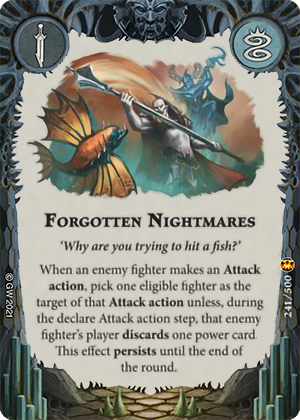 FORGOTTEN NIGHTMARES
'Why are you trying to hit a fish?'
When an enemy fighter makes an Attack
action, pick one eligible fighter as the
target of that Attack action unless, during
the declare Attack action step, that enemy
fighter's player discards one power card.
This effect persists until the end of
the round.
© GW 2021
241/500